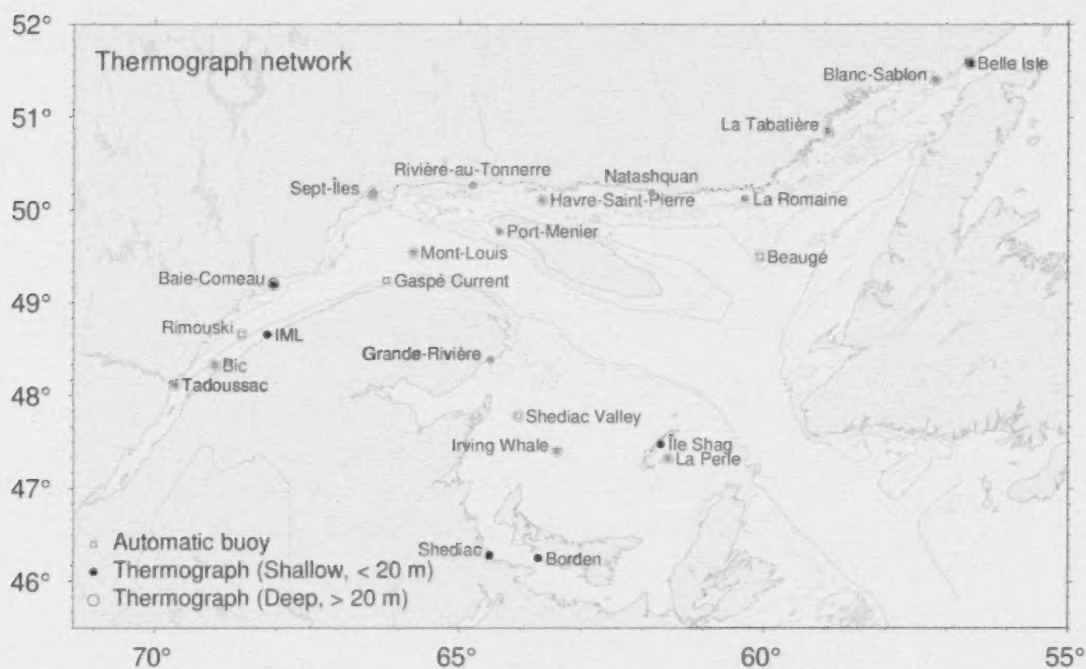 52°
Thermograph network
Belle Isle
Blanc-Sablon
51°
La Tabatière
Rivière-au-Tonnerre
Natashquan
Sept-Îles
Havre-Saint-Pierre
La Romaine
50°
Port-Menier
Mont-Louis
Beaugé
Baie-Comeau
Gaspé Current
49°
Rimouski
IML
Bic
Grande-Rivière
Tadoussac
48°
Shediac Valley
Irving Whale
Île Shag
La Perle
47°
Automatic buoy
Shediac
Borden
Thermograph (Shallow, < 20 m)
46°
Thermograph (Deep, > 20 m)
70°
65°
60°
55°